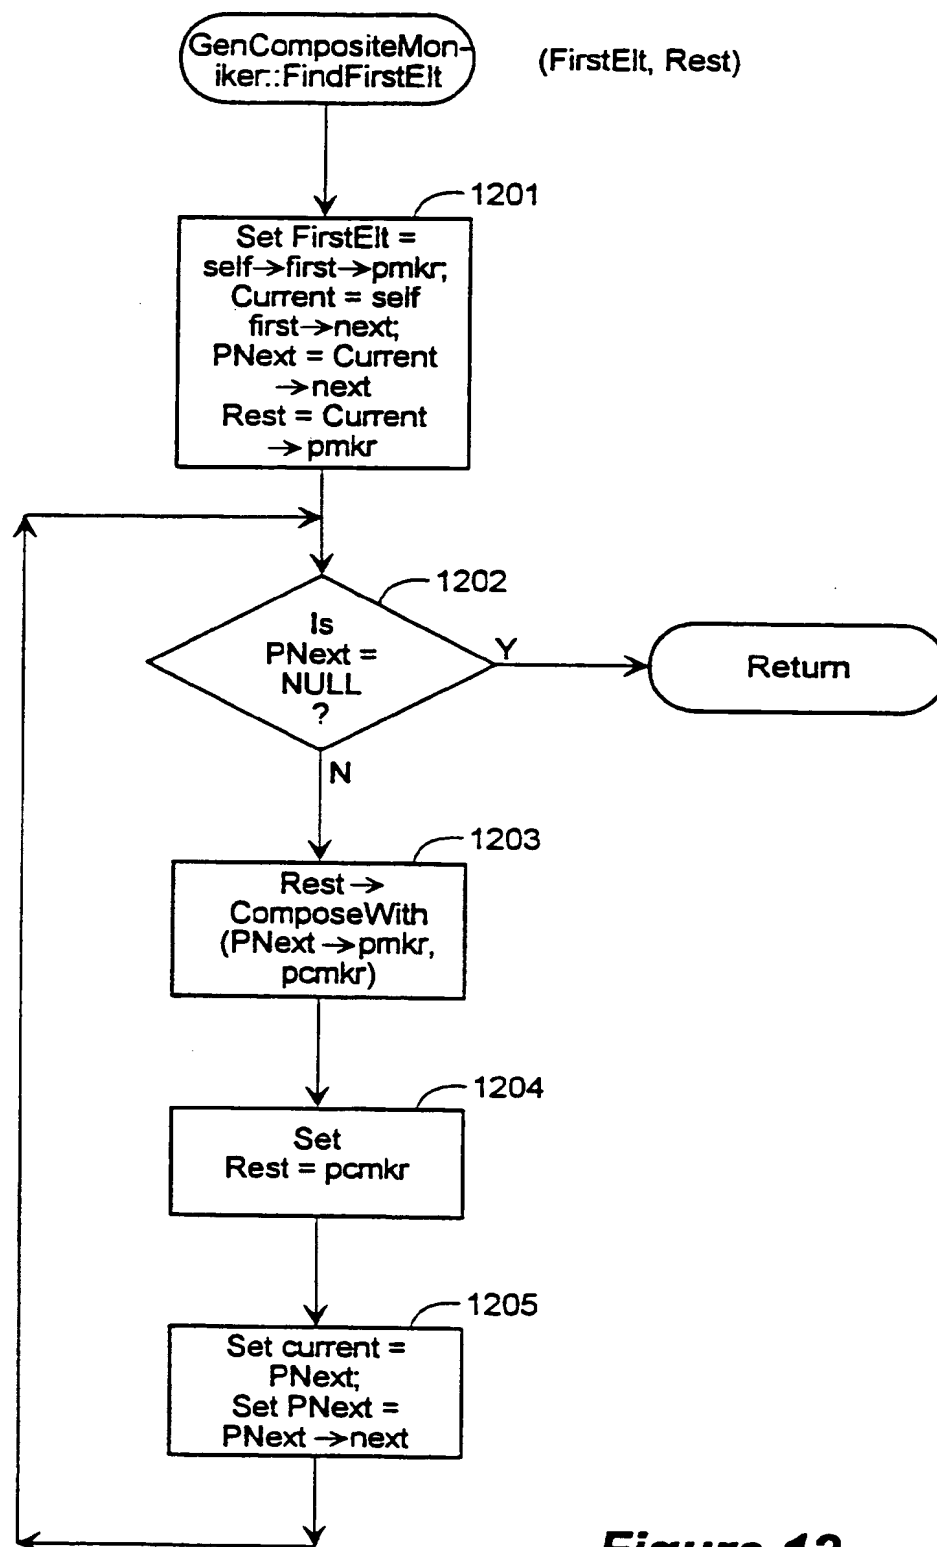 GenCompositeMon-
iker::FindFirstElt
(FirstElt, Rest)
1201
Set FirstElt =
self→first→pmkr;
Current = self
first→next;
PNext = Current
→next
Rest = Current
→pmkr
1202
Is
PNext =
NULL
?
Y
Return
N
1203
Rest→
ComposeWith
(PNext→pmkr,
pcmkr)
1204
Set
Rest = pcmkr
1205
Set current =
PNext;
Set PNext =
PNext→next
Figure 12